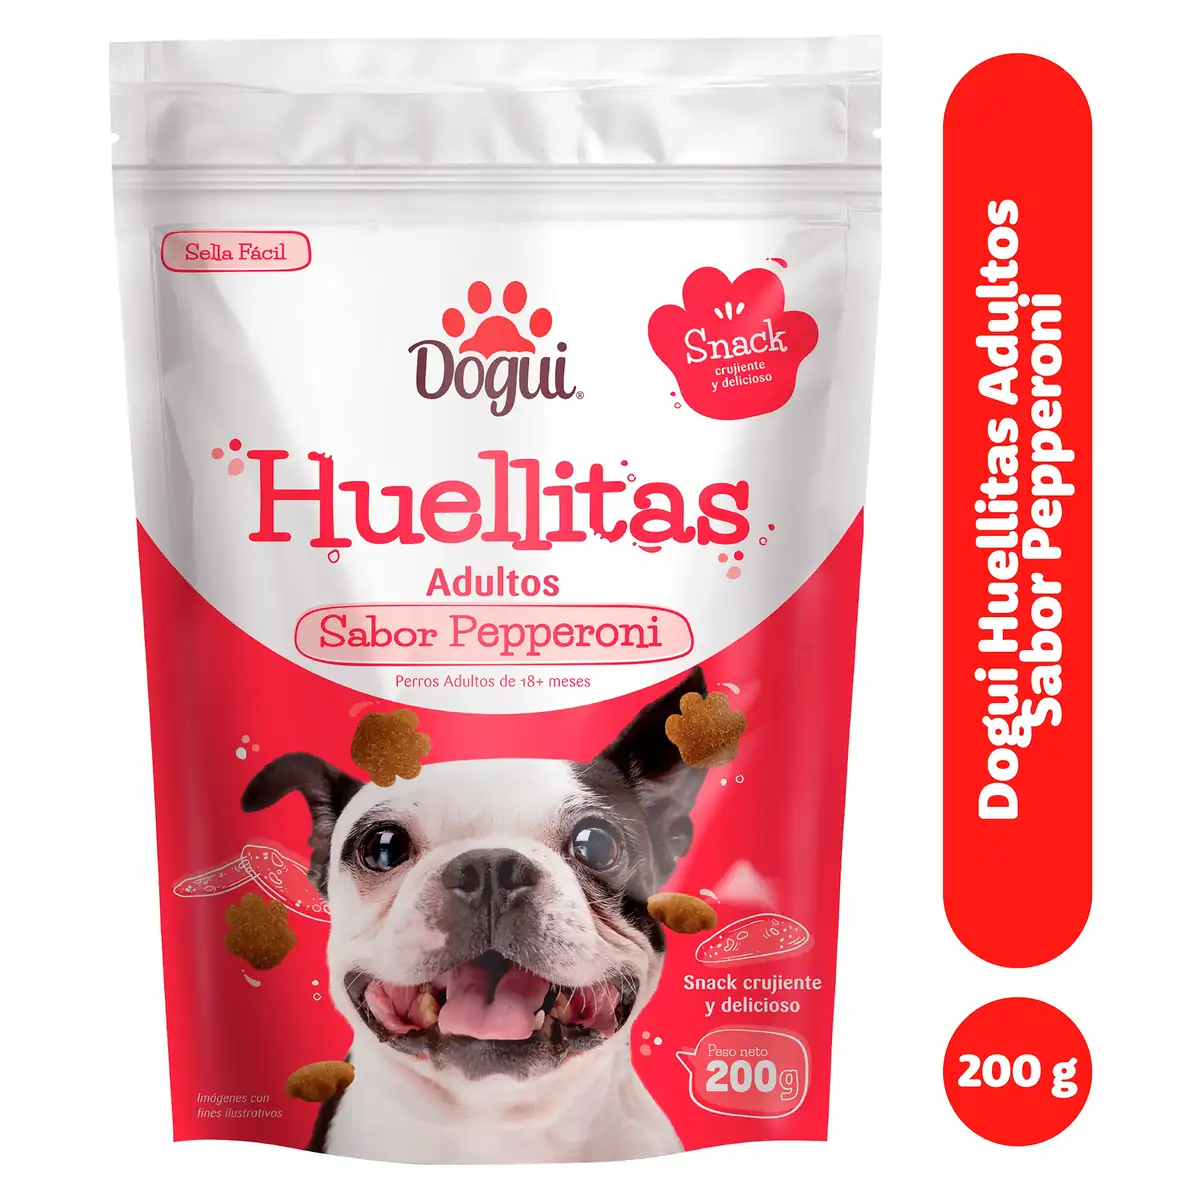 Sella Fácil
Dogui®
Snack
crujiente
y delicioso
Huellitas
Adultos
Sabor Pepperoni
Perros Adultos de 18+ meses
Snack crujiente
y delicioso
Peso neto
200g
Imágenes con
fines ilustrativos
Dogui Huellitas Adultos
Sabor Pepperoni
200 g